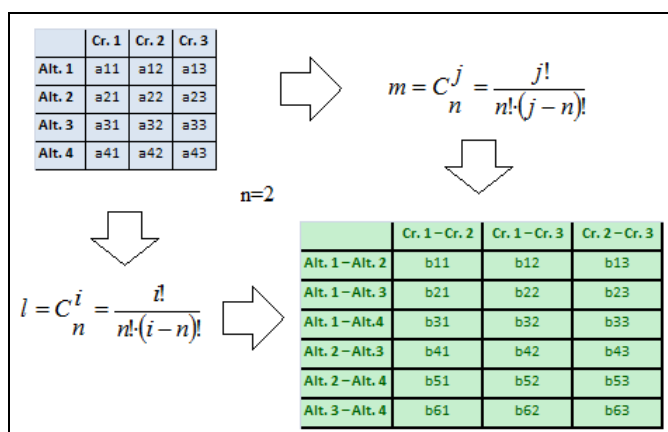 Cr. 1 Cr. 2 Cr. 3
Alt. 1 a11 a12 a13
Alt. 2 a21 a22 a23
Alt. 3 a31 a32 a33
Alt. 4 a41 a42 a43
m = C_n^j = j! / n!·(j − n)!
n=2
l = C_n^i = i! / n!·(i − n)!
Cr. 1 – Cr. 2 Cr. 1 – Cr. 3 Cr. 2 – Cr. 3
Alt. 1 – Alt. 2 b11 b12 b13
Alt. 1 – Alt. 3 b21 b22 b23
Alt. 1 – Alt.4 b31 b32 b33
Alt. 2 – Alt.3 b41 b42 b43
Alt. 2 – Alt. 4 b51 b52 b53
Alt. 3 – Alt. 4 b61 b62 b63